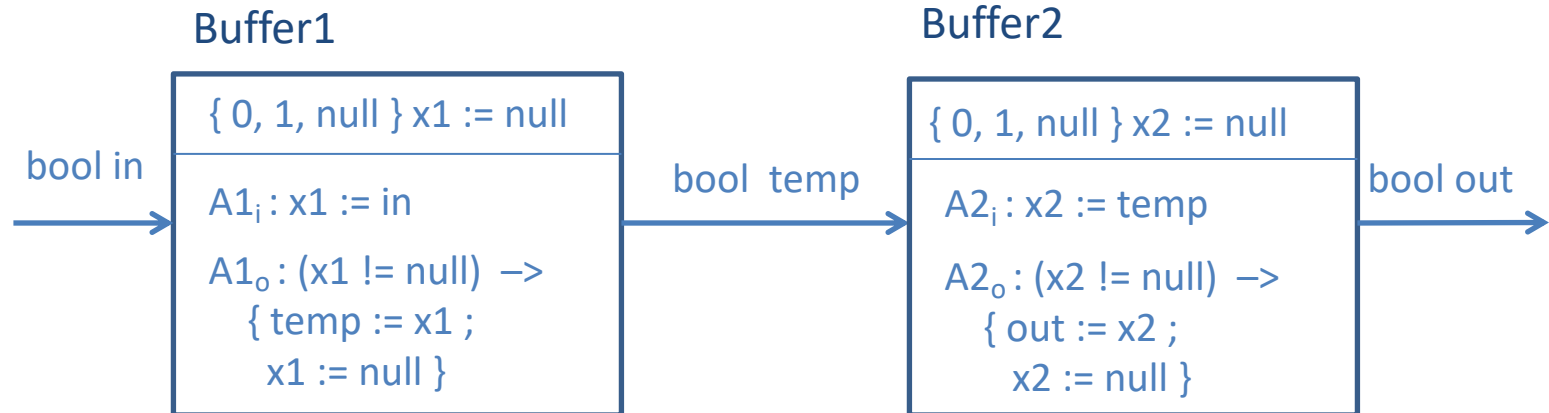 Buffer1
Buffer2
{ 0, 1, null } x1 := null
{ 0, 1, null } x2 := null
bool in
bool temp
bool out
A1i : x1 := in
A2i : x2 := temp
A1o : (x1 != null) –>
{ temp := x1 ;
x1 := null }
A2o : (x2 != null) –>
{ out := x2 ;
x2 := null }